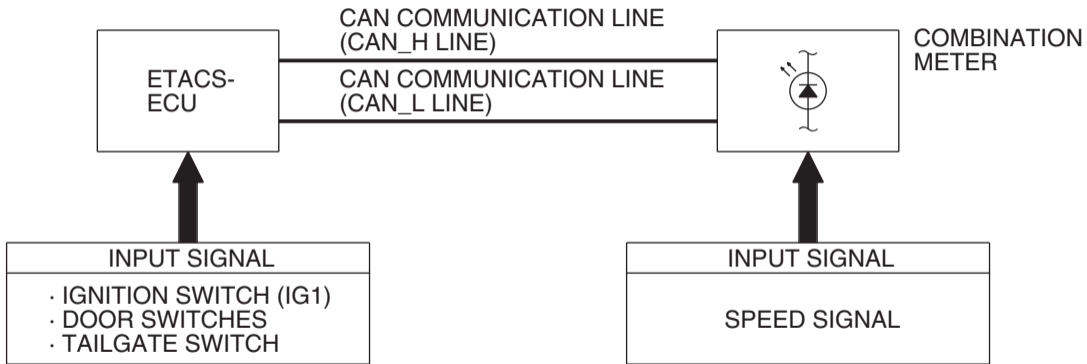 CAN COMMUNICATION LINE
(CAN_H LINE)
CAN COMMUNICATION LINE
(CAN_L LINE)
ETACS-
ECU
COMBINATION
METER
INPUT SIGNAL
· IGNITION SWITCH (IG1)
· DOOR SWITCHES
· TAILGATE SWITCH
INPUT SIGNAL
SPEED SIGNAL